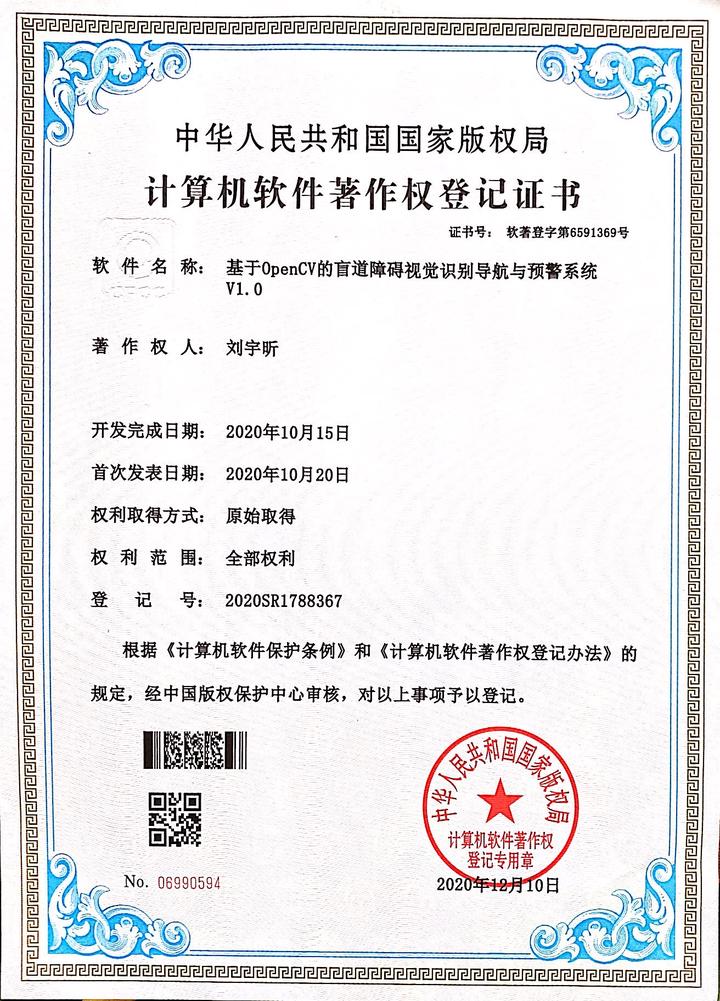 中华人民共和国国家版权局
计算机软件著作权登记证书
证书号: 软著登字第6591369号
软件名称: 基于OpenCV的盲道障碍视觉识别导航与预警系统
V1.0
著作权人: 刘宇昕
开发完成日期: 2020年10月15日
首次发表日期: 2020年10月20日
权利取得方式: 原始取得
权利范围: 全部权利
登记号: 2020SR1788367
根据《计算机软件保护条例》和《计算机软件著作权登记办法》的
规定，经中国版权保护中心审核，对以上事项予以登记。
中华人民共和国国家版权局
计算机软件著作权
登记专用章
No. 06990594
2020年12月10日